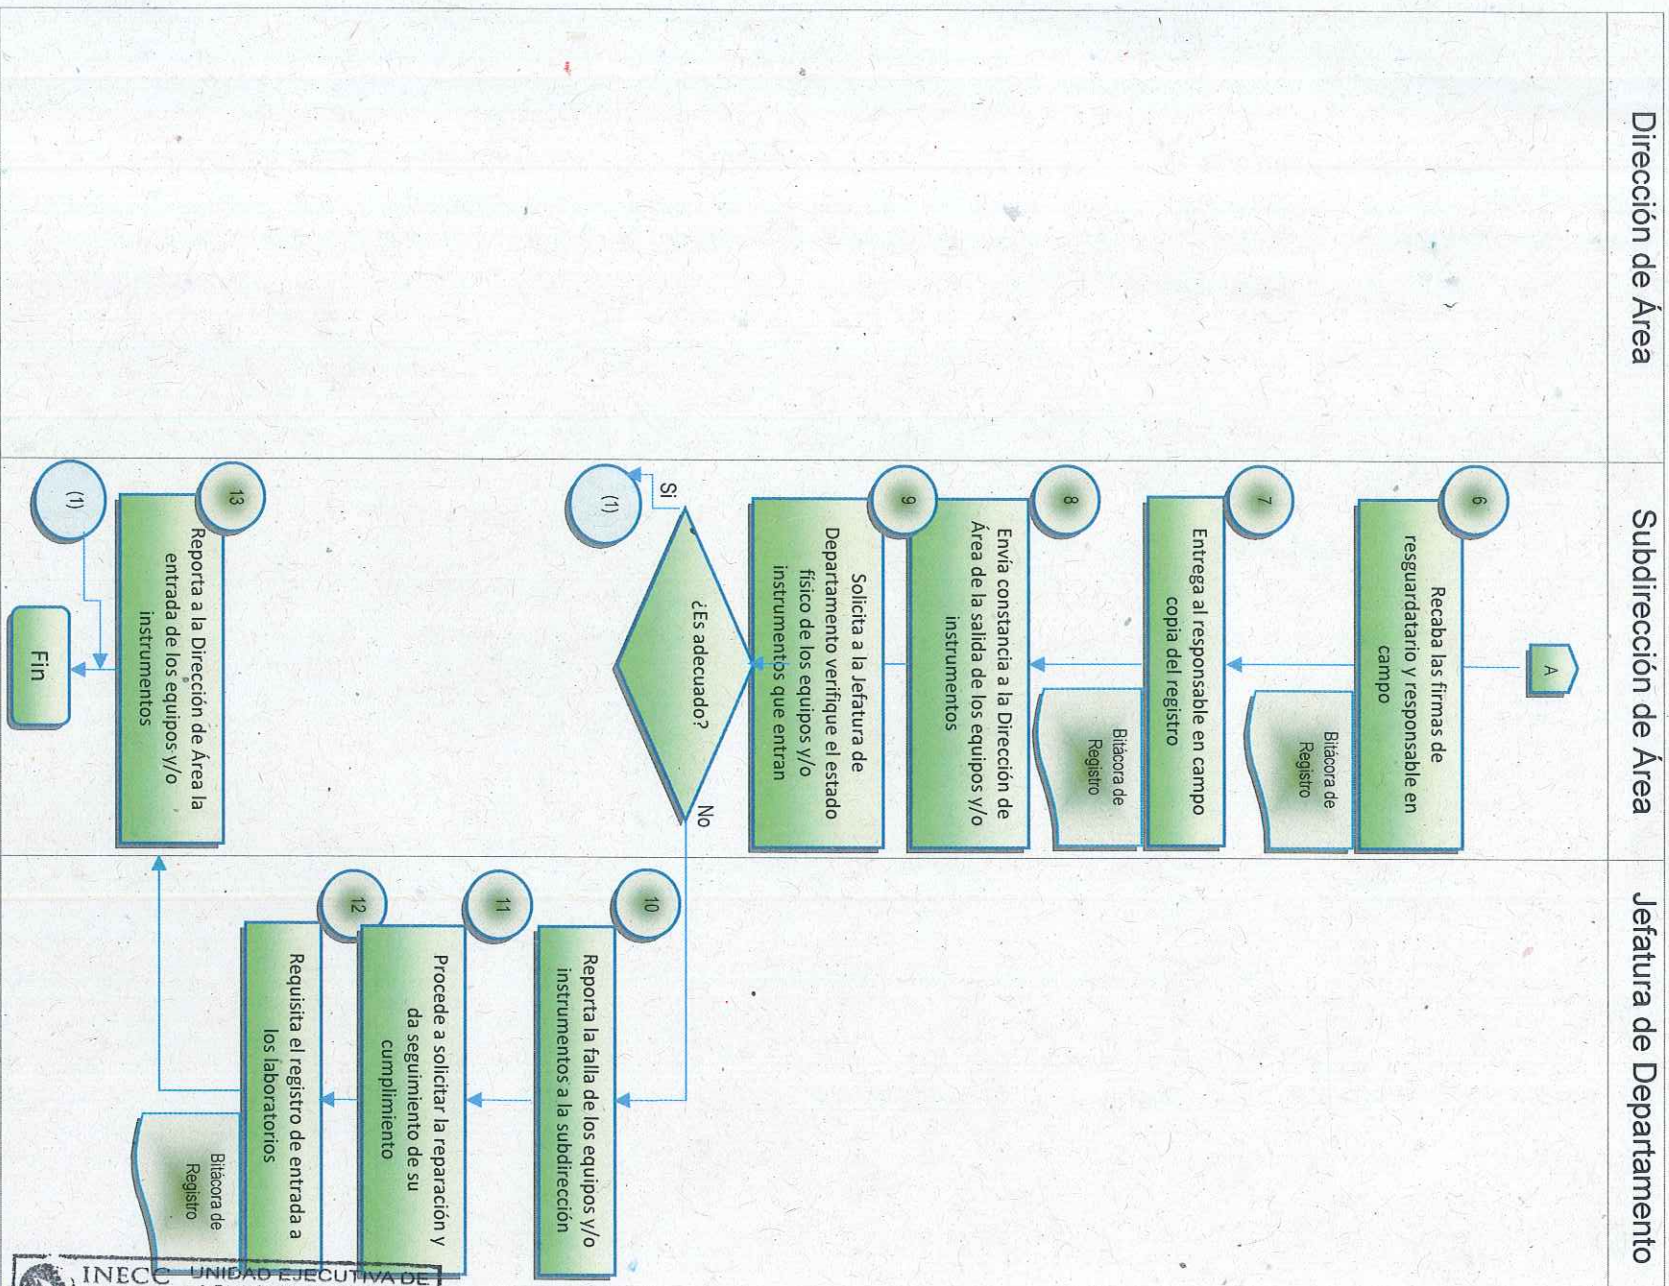 Dirección de Área
Subdirección de Área
Jefatura de Departamento
A
6
Recaba las firmas de
resguardatario y responsable en
campo
Bitácora de
Registro
7
Entrega al responsable en campo
copia del registro
Bitácora de
Registro
8
Envía constancia a la Dirección de
Área de la salida de los equipos y/o
instrumentos
9
Solicita a la Jefatura de
Departamento verifique el estado
físico de los equipos y/o
instrumentos que entran
¿Es adecuado?
Si
No
(1)
10
Reporta la falla de los equipos y/o
instrumentos a la subdirección
11
Procede a solicitar la reparación y
da seguimiento de su
cumplimiento
12
Requisita el registro de entrada a
los laboratorios
Bitácora de
Registro
13
Reporta a la Dirección de Área la
entrada de los equipos y/o
instrumentos
(1)
Fin
INECC UNIDAD EJECUTIVA DE